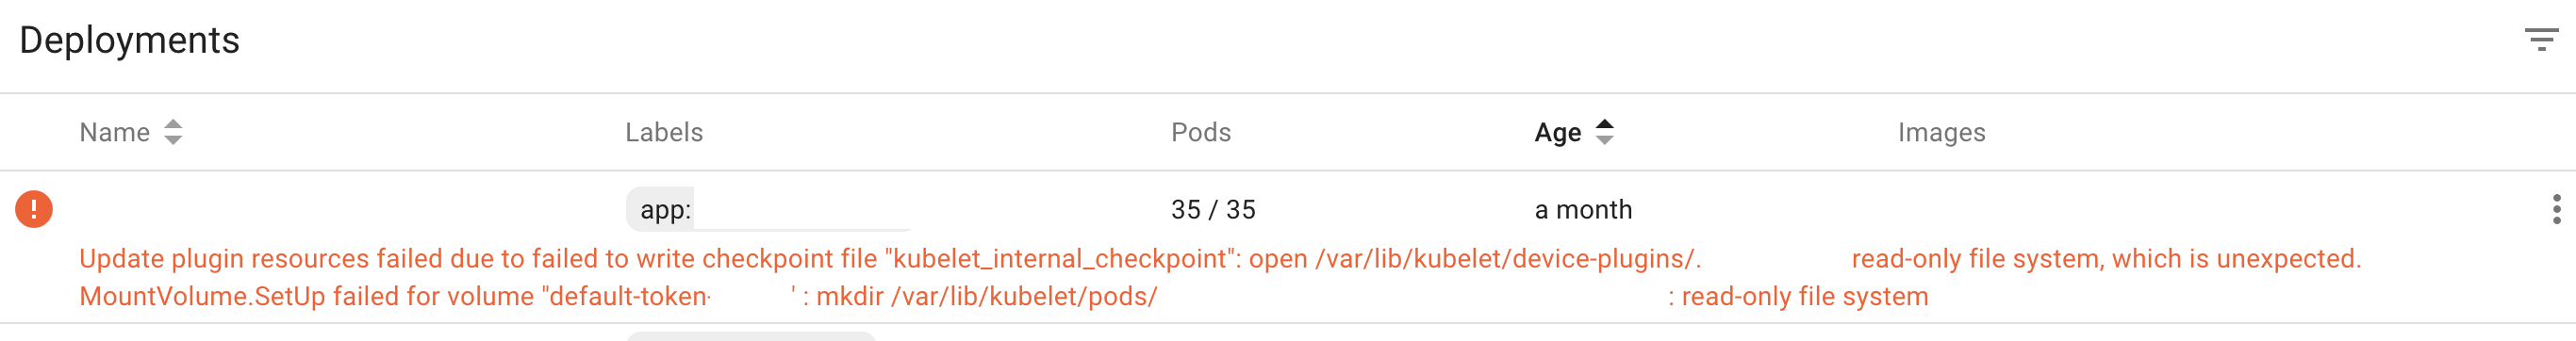 Deployments
Name Labels Pods Age Images
app: 35 / 35 a month
Update plugin resources failed due to failed to write checkpoint file "kubelet_internal_checkpoint": open /var/lib/kubelet/device-plugins/. read-only file system, which is unexpected.
MountVolume.SetUp failed for volume "default-token- ' : mkdir /var/lib/kubelet/pods/ : read-only file system